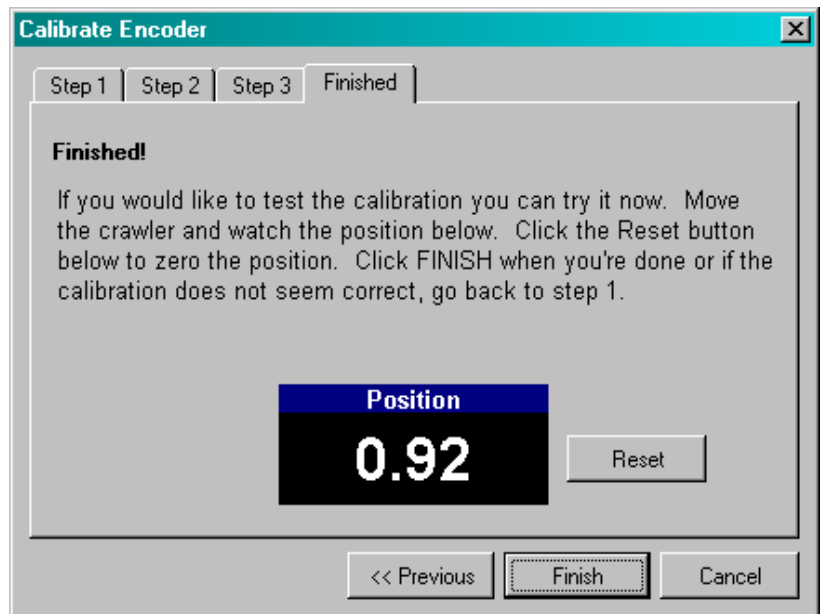 Calibrate Encoder
Step 1 Step 2 Step 3 Finished
Finished!
If you would like to test the calibration you can try it now. Move
the crawler and watch the position below. Click the Reset button
below to zero the position. Click FINISH when you're done or if the
calibration does not seem correct, go back to step 1.
Position
0.92
Reset
<< Previous Finish Cancel